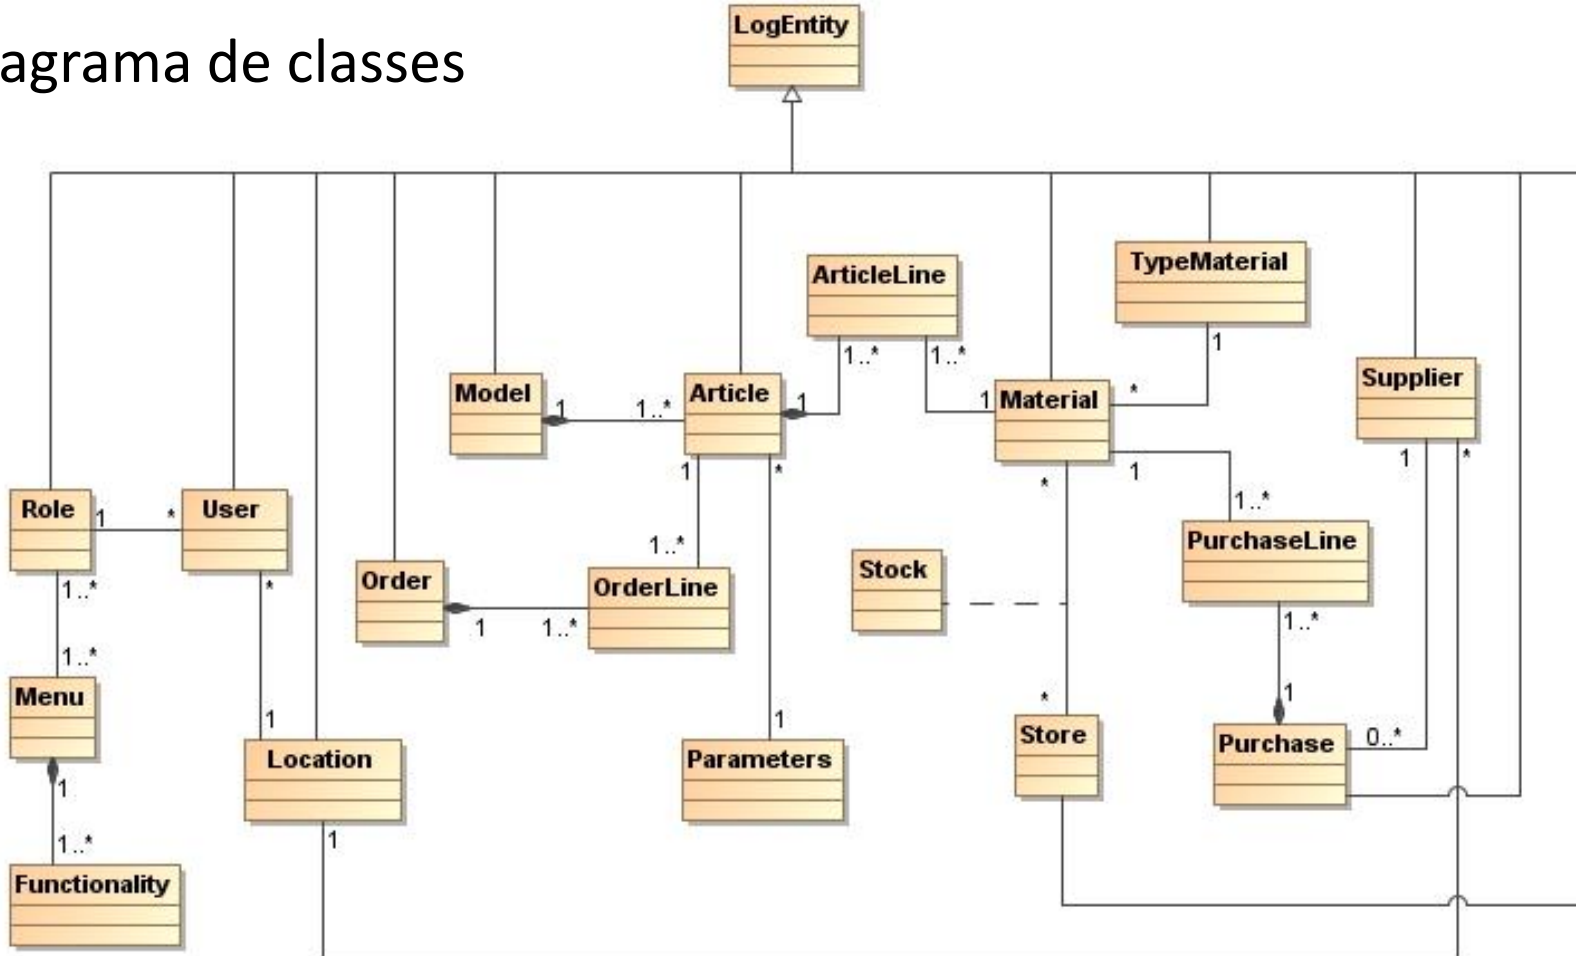 agrama de classes
LogEntity
ArticleLine
TypeMaterial
1..*
1..*
1
Model
Article
Material
Supplier
1
1..*
1
1
*
1
*
1
*
1
1..*
*
Role
User
1
*
PurchaseLine
1..*
Stock
Order
OrderLine
1..*
*
1
1..*
1..*
1..*
Menu
*
1
1
1
Store
Purchase
0..*
Location
Parameters
1
1
1..*
Functionality